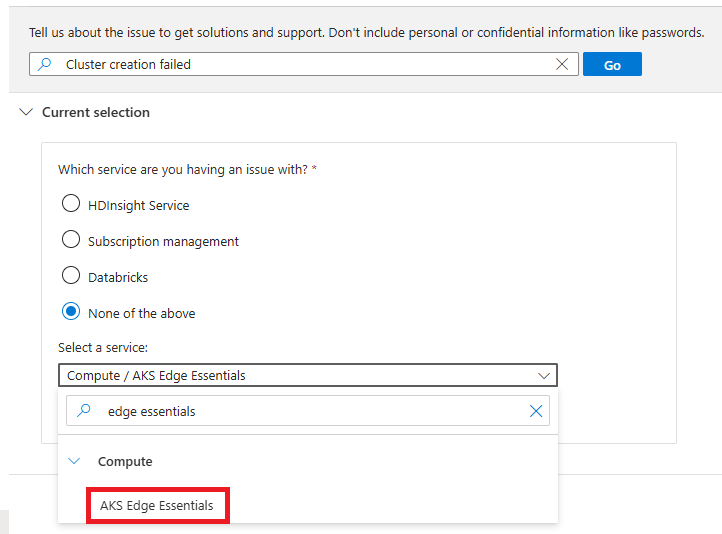 Tell us about the issue to get solutions and support. Don't include personal or confidential information like passwords.
Cluster creation failed
Go
Current selection
Which service are you having an issue with? *
HDInsight Service
Subscription management
Databricks
None of the above
Select a service:
Compute / AKS Edge Essentials
edge essentials
Compute
AKS Edge Essentials